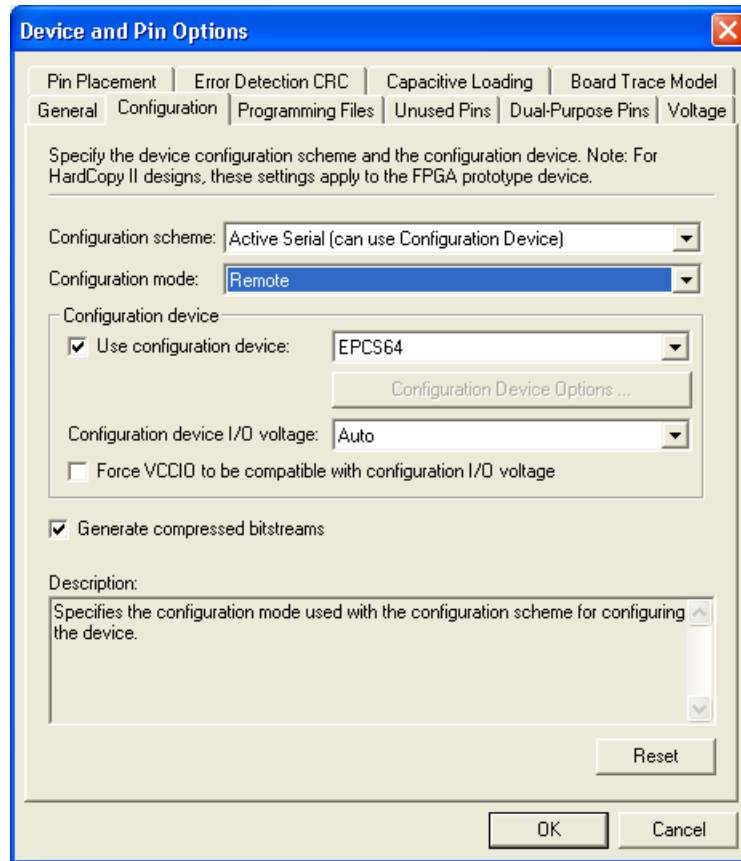 Device and Pin Options
Pin Placement Error Detection CRC Capacitive Loading Board Trace Model
General Configuration Programming Files Unused Pins Dual-Purpose Pins Voltage
Specify the device configuration scheme and the configuration device. Note: For
HardCopy II designs, these settings apply to the FPGA prototype device.
Configuration scheme: Active Serial (can use Configuration Device)
Configuration mode: Remote
Configuration device
Use configuration device: EPCS64
Configuration Device Options ...
Configuration device I/O voltage: Auto
Force VCCIO to be compatible with configuration I/O voltage
Generate compressed bitstreams
Description:
Specifies the configuration mode used with the configuration scheme for configuring
the device.
Reset
OK Cancel